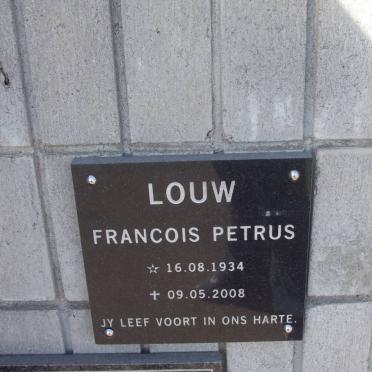 LOUW
FRANCOIS PETRUS
☆ 16.08.1934
✝ 09.05.2008
JY LEEF VOORT IN ONS HARTE.